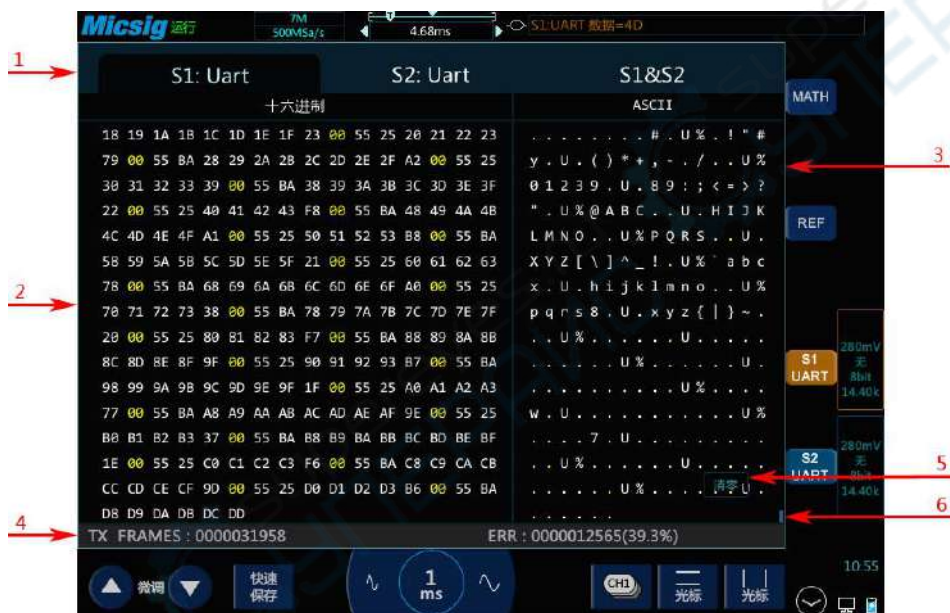 Micsig 运行
7M
500MSa/s
T
4.68ms
S1:UART 数据=4D
1
S1: Uart
S2: Uart
S1&S2
十六进制
ASCII
MATH
18 19 1A 1B 1C 1D 1E 1F 23 00 55 25 20 21 22 23
. . . . . . . . # . U % . ! " #
79 00 55 BA 28 29 2A 2B 2C 2D 2E 2F A2 00 55 25
y . U . ( ) * + , - . / . . U %
3
30 31 32 33 39 00 55 BA 38 39 3A 3B 3C 3D 3E 3F
0 1 2 3 9 . U . 8 9 : ; < = > ?
22 00 55 25 40 41 42 43 F8 00 55 BA 48 49 4A 4B
" . U % @ A B C . . U . H I J K
REF
4C 4D 4E 4F A1 00 55 25 50 51 52 53 B8 00 55 BA
L M N O . . U % P Q R S . . U .
58 59 5A 5B 5C 5D 5E 5F 21 00 55 25 60 61 62 63
X Y Z [ \ ] ^ _ ! . U % ` a b c
78 00 55 BA 68 69 6A 6B 6C 6D 6E 6F A0 00 55 25
x . U . h i j k l m n o . . U %
2
70 71 72 73 38 00 55 BA 78 79 7A 7B 7C 7D 7E 7F
p q r s 8 . U . x y z { | } ~ .
20 00 55 25 80 81 82 83 F7 00 55 BA 88 89 8A 8B
. . U % . . . . . . U . . . . .
8C 8D 8E 8F 9F 00 55 25 90 91 92 93 B7 00 55 BA
. . . . . . U % . . . . . . U .
S1
UART
280mV
无
8bit
14.40k
98 99 9A 9B 9C 9D 9E 9F 1F 00 55 25 A0 A1 A2 A3
. . . . . . . . . . U % . . . .
77 00 55 BA A8 A9 AA AB AC AD AE AF 9E 00 55 25
w . U . . . . . . . . . . . U %
B0 B1 B2 B3 37 00 55 BA B8 B9 BA BB BC BD BE BF
. . . . 7 . U . . . . . . . . .
1E 00 55 25 C0 C1 C2 C3 F6 00 55 BA C8 C9 CA CB
. . U % . . . . . . U . . . . .
S2
UART
280mV
无
8bit
14.40k
5
CC CD CE CF 9D 00 55 25 D0 D1 D2 D3 B6 00 55 BA
. . . . . . U % . . . . 清零 U .
D8 D9 DA DB DC DD
. . . . . .
6
4
TX FRAMES : 0000031958
ERR : 0000012565(39.3%)
微调
快速
保存
1
ms
CH1
光标
光标
10:55